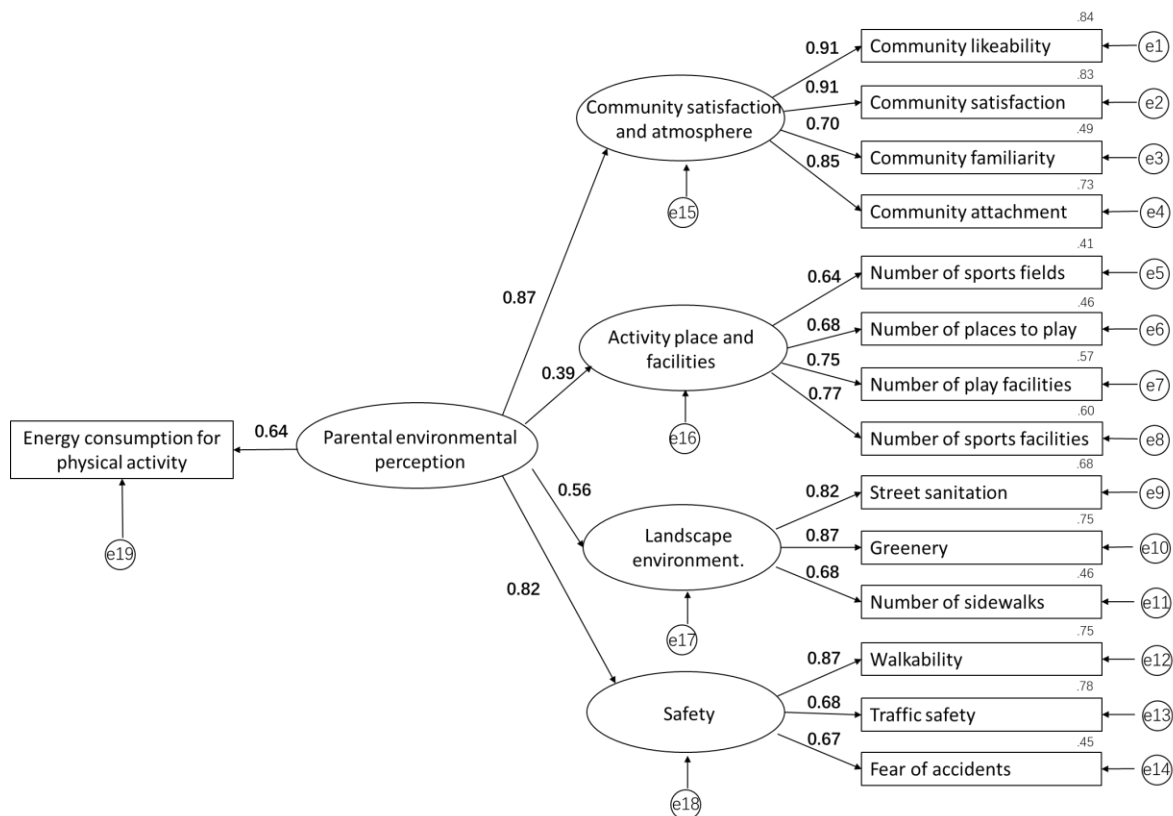 .84
0.91
Community likeability
e1
.83
Community satisfaction
and atmosphere
0.91
Community satisfaction
e2
.49
0.70
Community familiarity
e3
.73
0.85
Community attachment
e4
e15
.41
0.64
Number of sports fields
e5
.46
0.87
0.68
Number of places to play
e6
Activity place and
facilities
.57
0.75
Number of play facilities
e7
0.39
.60
0.77
Number of sports facilities
e8
e16
Energy consumption for
physical activity
0.64
Parental environmental
perception
.68
0.82
Street sanitation
e9
0.56
.75
Landscape
environment.
0.87
Greenery
e10
e19
.46
0.68
Number of sidewalks
e11
0.82
e17
.75
0.87
Walkability
e12
.78
Safety
0.68
Traffic safety
e13
.45
0.67
Fear of accidents
e14
e18